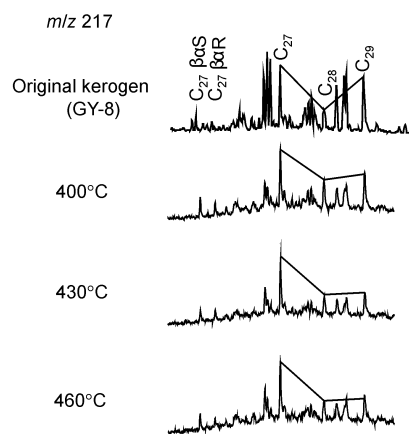 m/z 217
C27 βαS
C27 βαR
C27
C28
C29
Original kerogen
(GY-8)
400°C
430°C
460°C